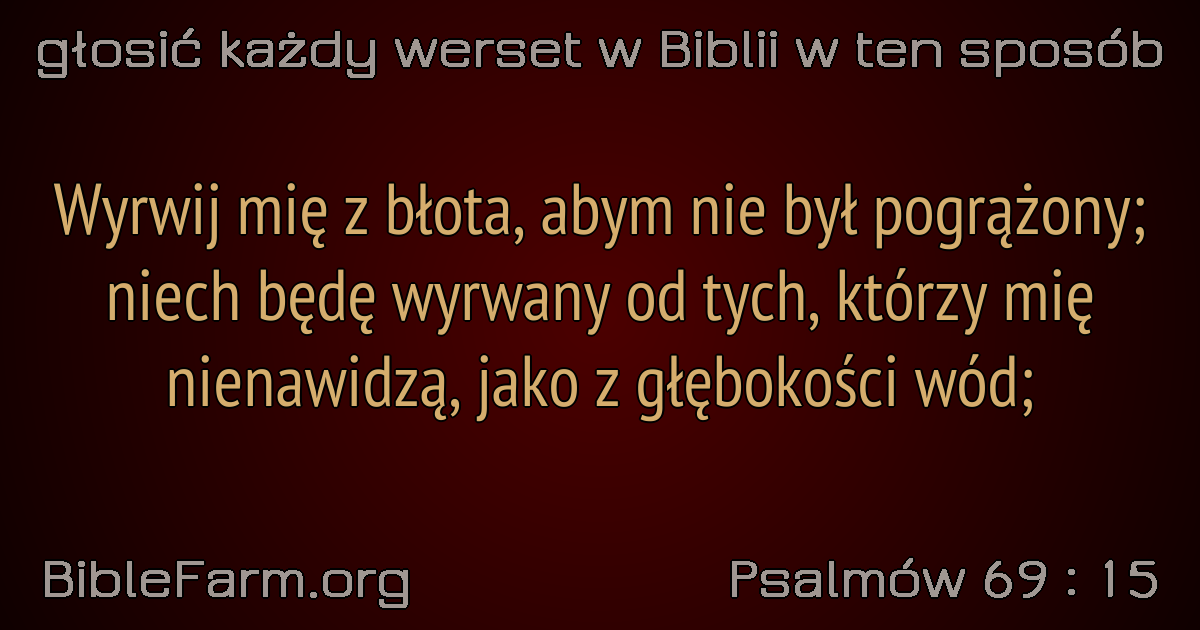 głosić każdy werset w Biblii w ten sposób
Wyrwij mię z błota, abym nie był pogrążony;
niech będę wyrwany od tych, którzy mię
nienawidzą, jako z głębokości wód;
BibleFarm.org
Psalmów 69 : 15